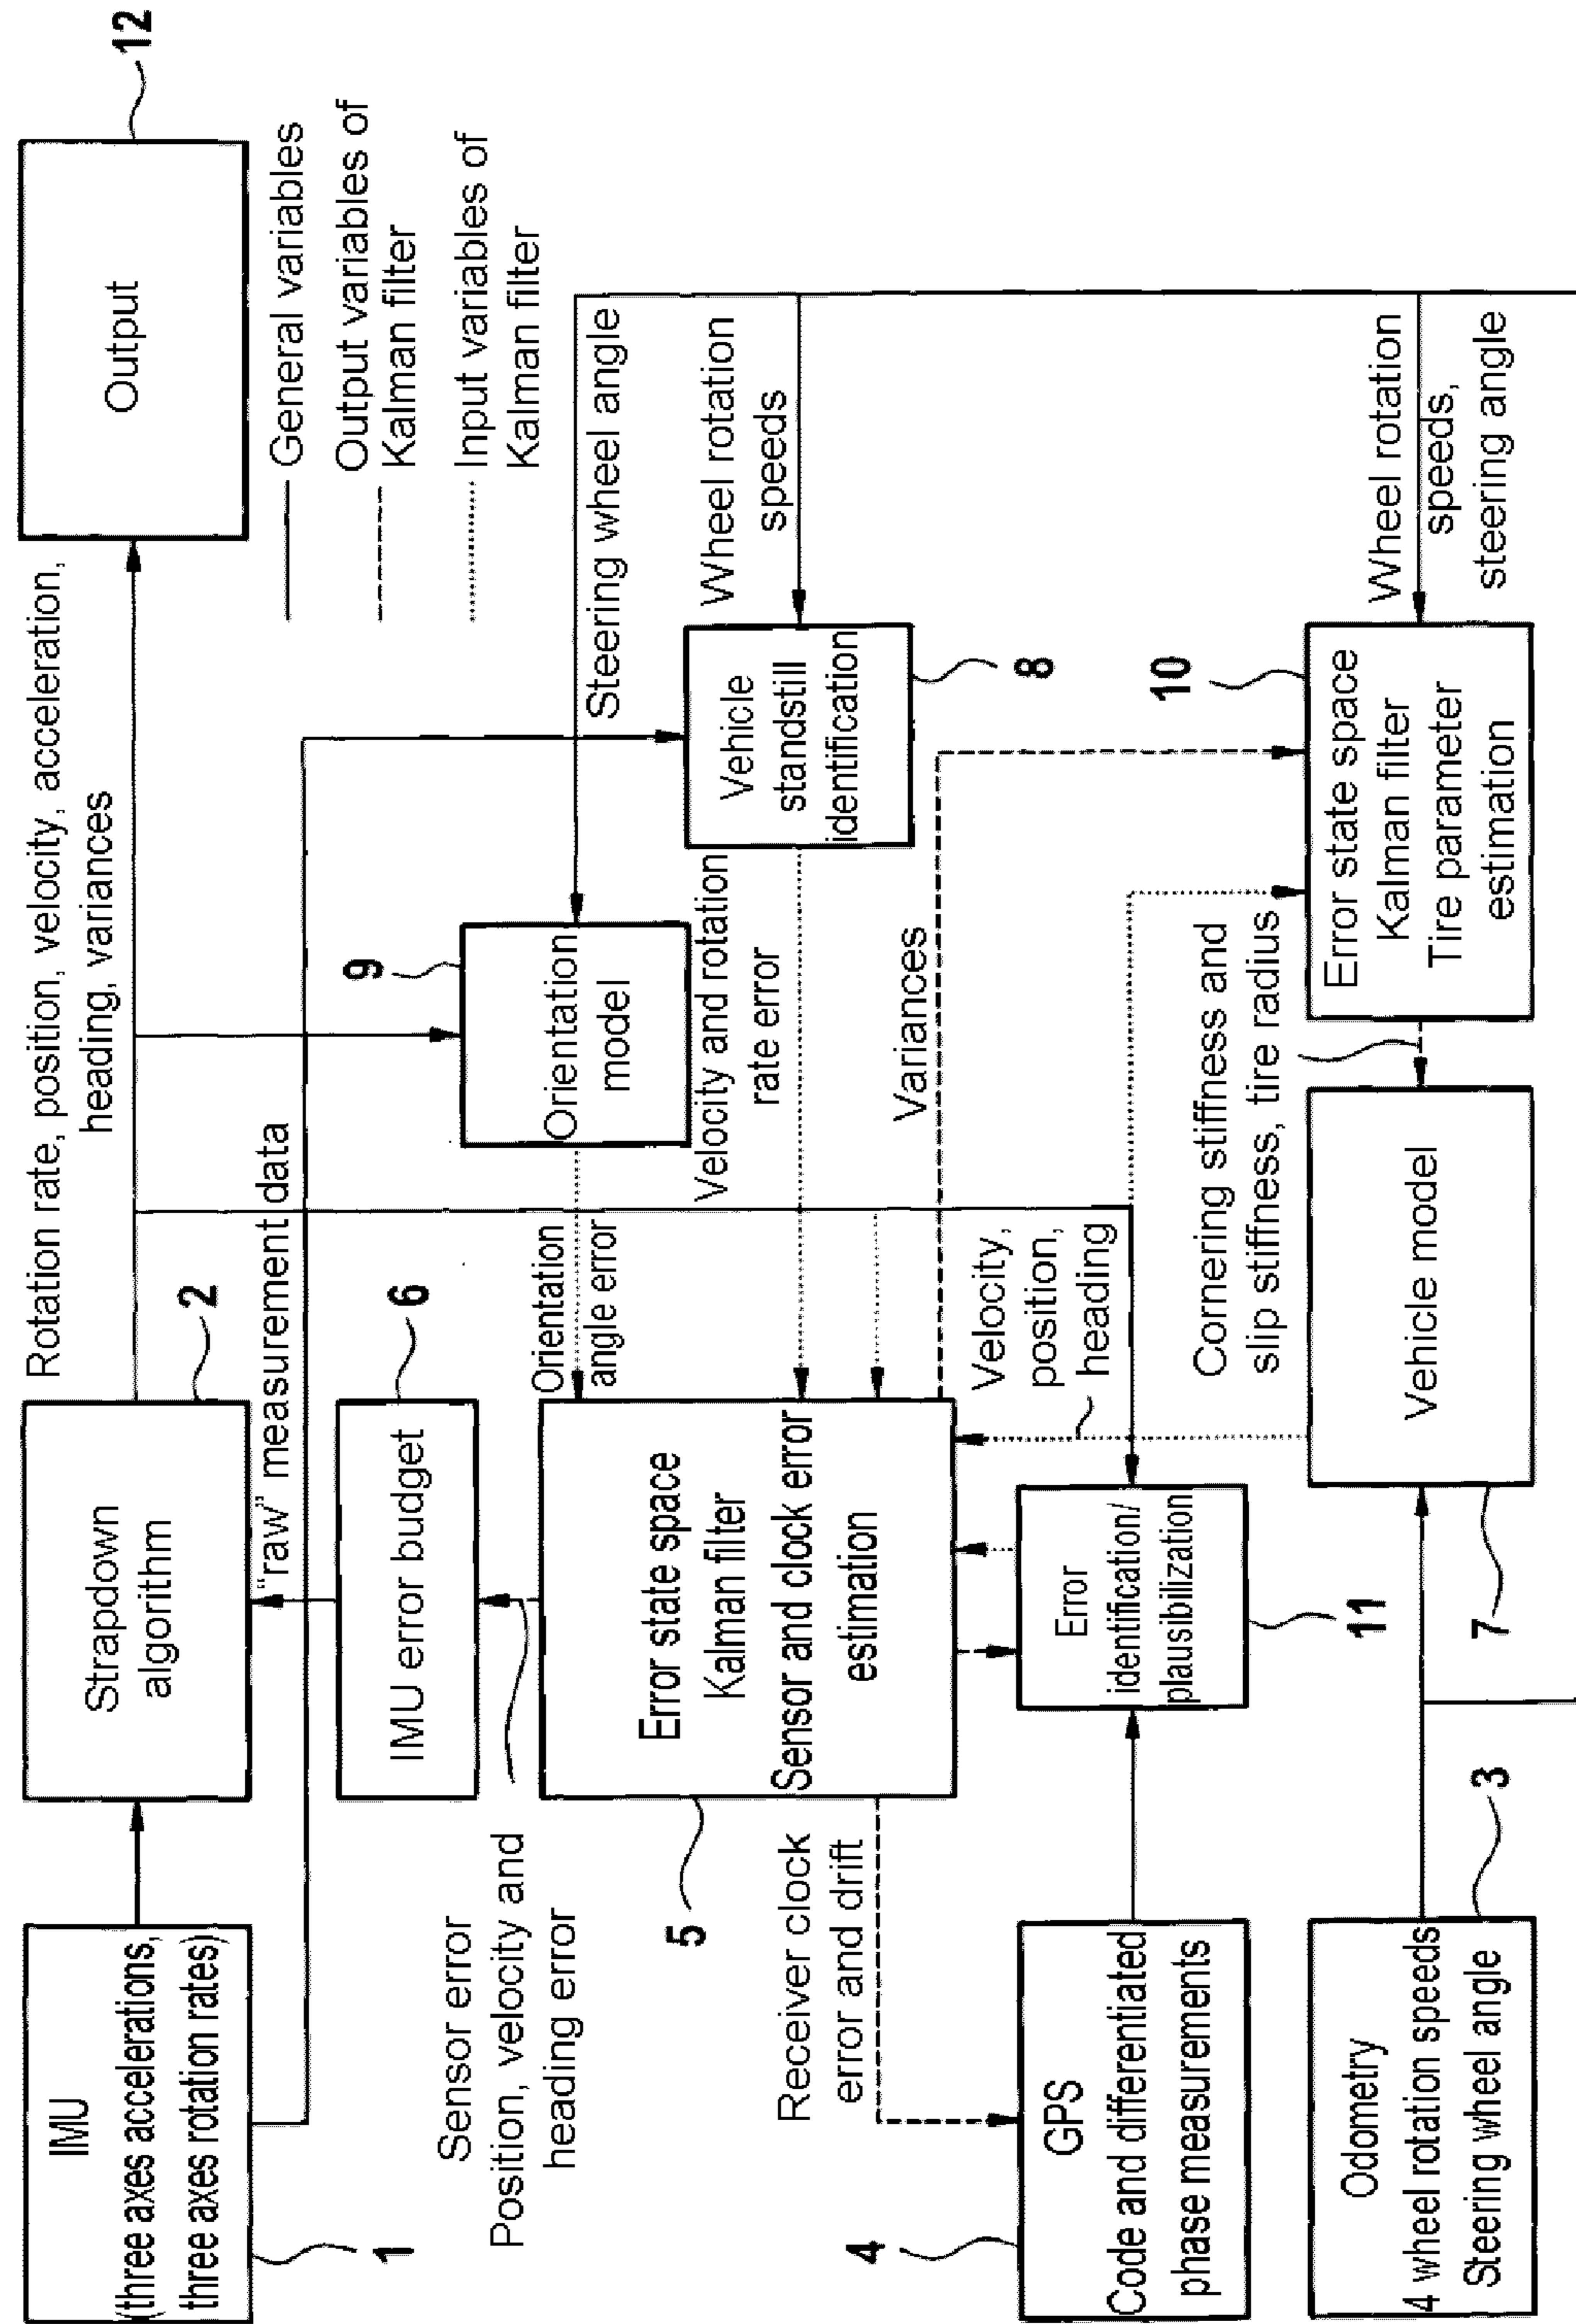 IMU
(three axes accelerations,
three axes rotation rates)
1
Strapdown
algorithm
2
Rotation rate, position, velocity, acceleration,
heading, variances
Output
12
General variables
Output variables of
Kalman filter
Input variables of
Kalman filter
"raw" measurement data
IMU error budget
6
Sensor error
Position, velocity and
heading error
Orientation
model
9
Steering wheel angle
Orientation
angle error
Vehicle
standstill
identification
8
Wheel rotation
speeds
Velocity and rotation
rate error
Error state space
Kalman filter
Sensor and clock error
estimation
5
Variances
Receiver clock
error and drift
Velocity,
position,
heading
GPS
Code and differentiated
phase measurements
4
Error
identification/
plausibilization
11
Cornering stiffness and
slip stiffness, tire radius
Error state space
Kalman filter
Tire parameter
estimation
10
Wheel rotation
speeds,
steering angle
Odometry
4 wheel rotation speeds
Steering wheel angle
3
Vehicle model
7